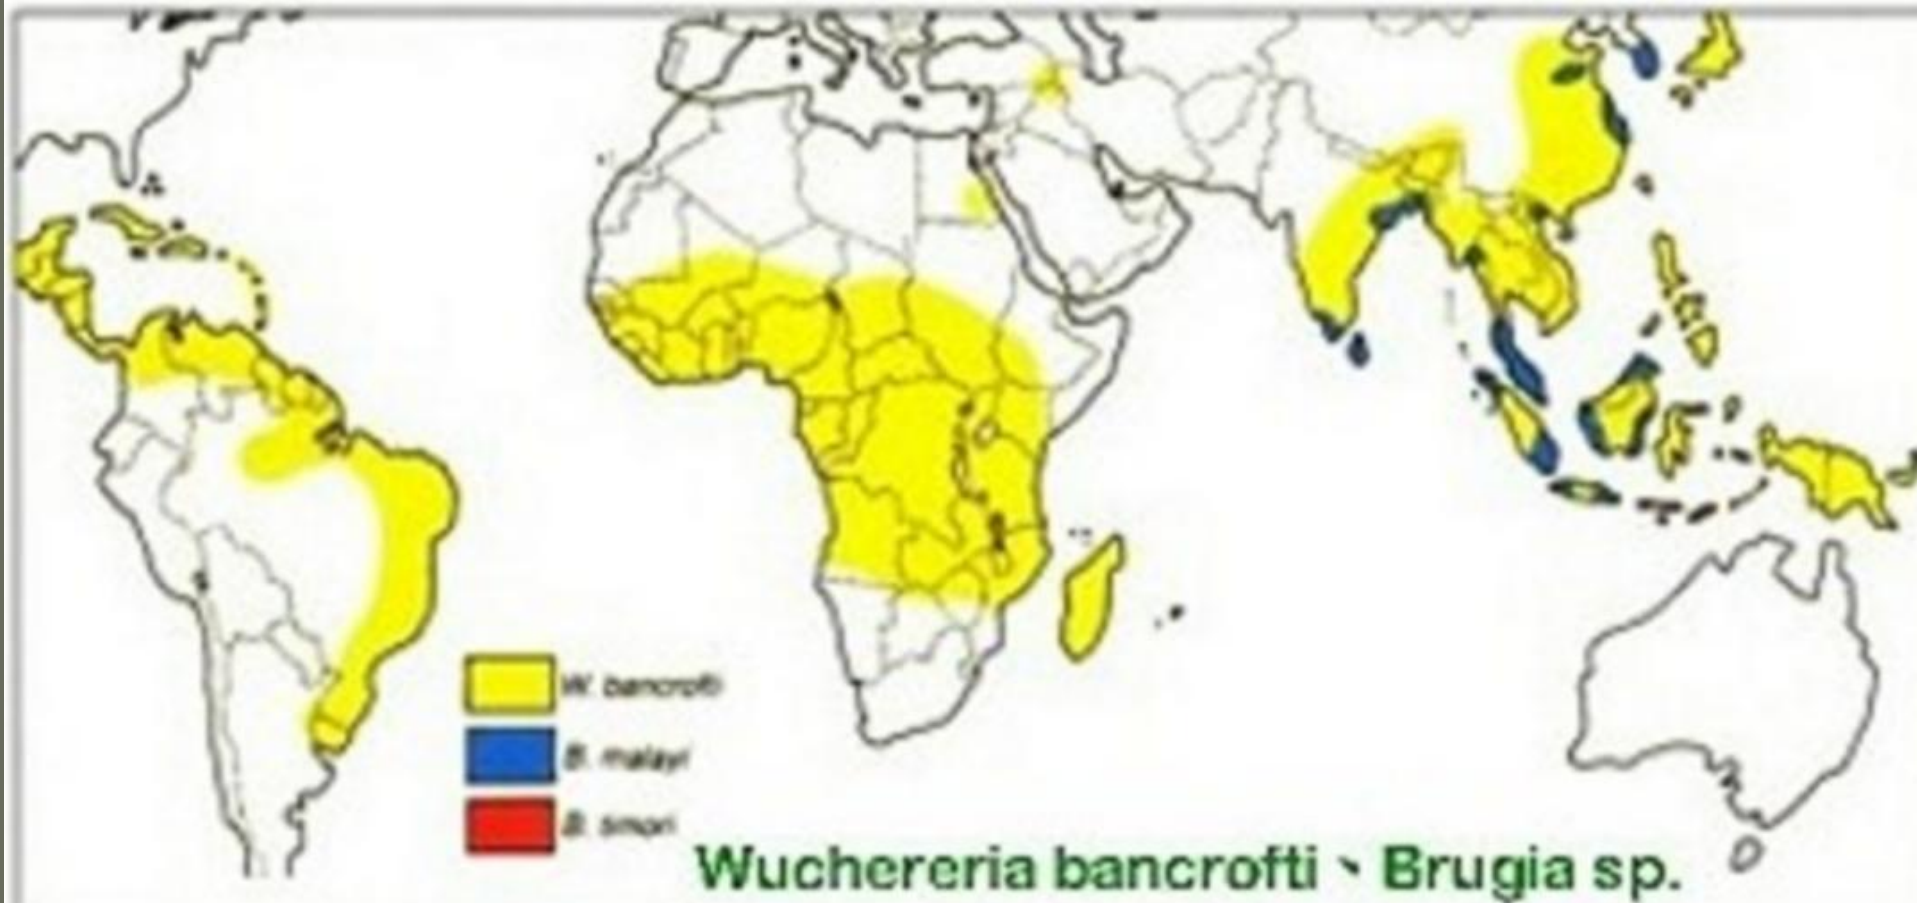 W. bancrofti
B. malayi
B. timori
Wuchereria bancrofti、Brugia sp.